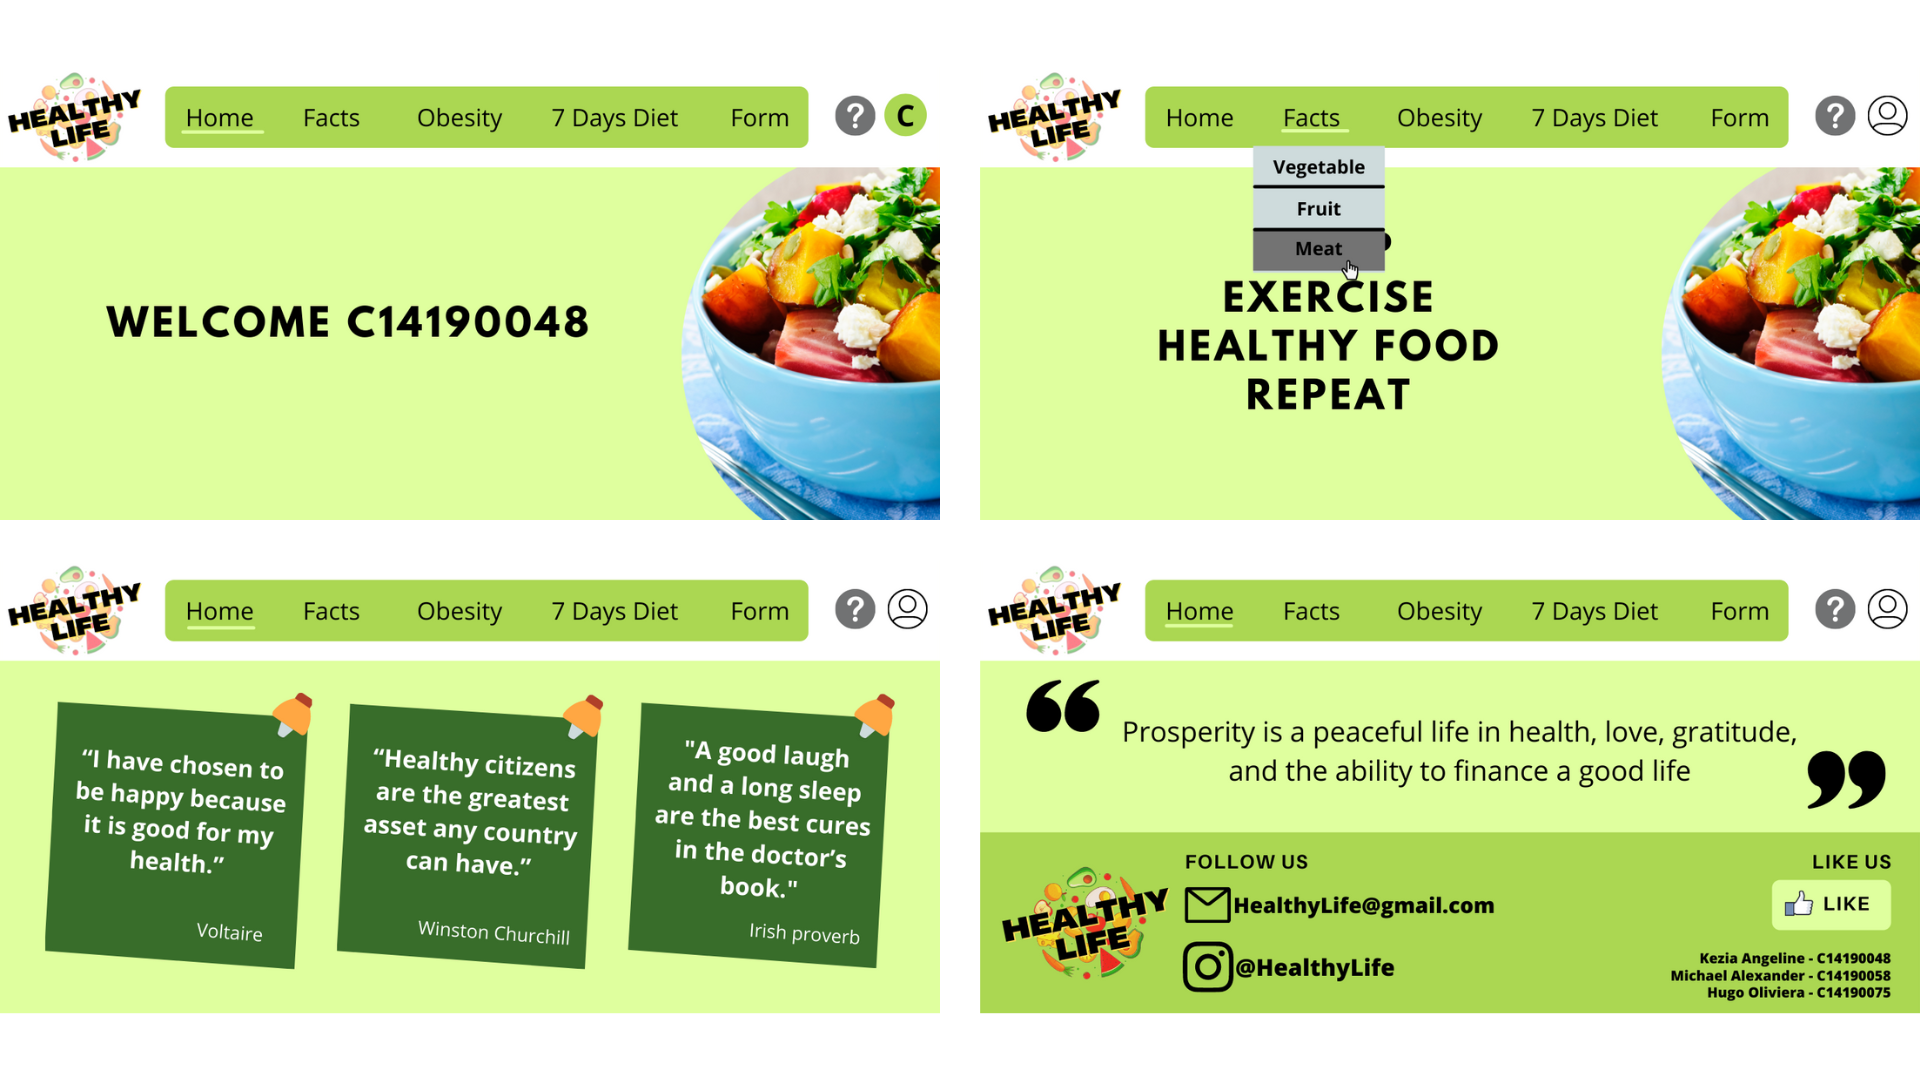 HEALTHY
LIFE
Home Facts Obesity 7 Days Diet Form
? C
WELCOME C14190048
HEALTHY
LIFE
Home Facts Obesity 7 Days Diet Form
?
Vegetable
Fruit
Meat
EXERCISE
HEALTHY FOOD
REPEAT
HEALTHY
LIFE
Home Facts Obesity 7 Days Diet Form
?
“I have chosen to
be happy because
it is good for my
health.”
Voltaire
“Healthy citizens
are the greatest
asset any country
can have.”
Winston Churchill
"A good laugh
and a long sleep
are the best cures
in the doctor’s
book."
Irish proverb
HEALTHY
LIFE
Home Facts Obesity 7 Days Diet Form
?
“Prosperity is a peaceful life in health, love, gratitude,
and the ability to finance a good life”
HEALTHY
LIFE
FOLLOW US
HealthyLife@gmail.com
@HealthyLife
LIKE US
LIKE
Kezia Angeline - C14190048
Michael Alexander - C14190058
Hugo Oliviera - C14190075